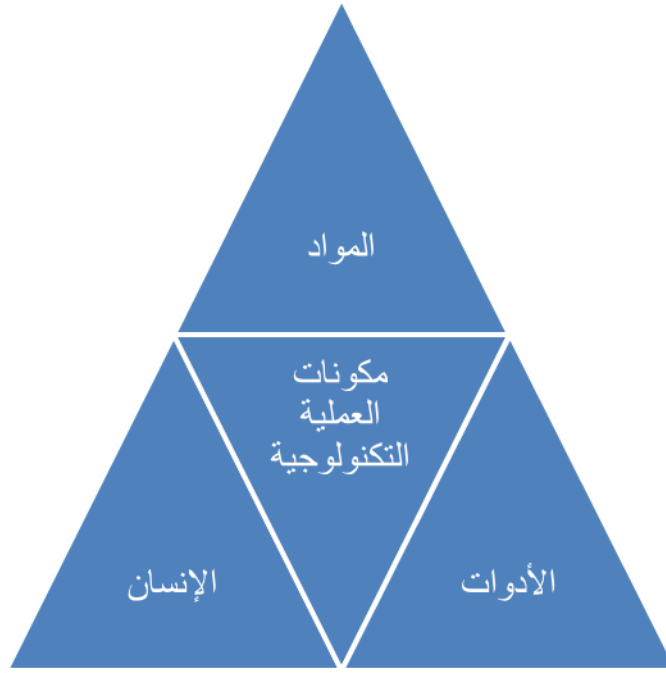 المواد
مكونات
العملية
التكنولوجية
الأدوات
الإنسان